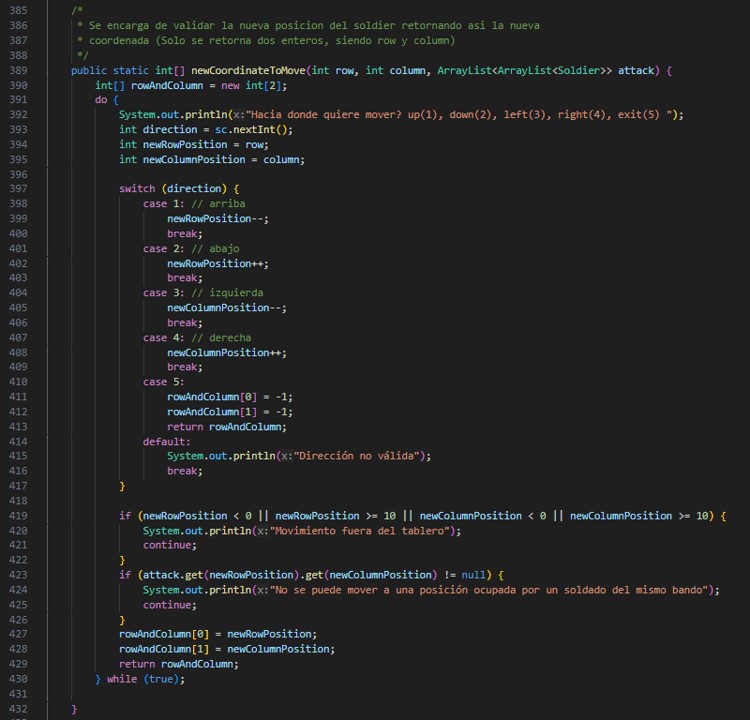 385 /*
386  * Se encarga de validar la nueva posicion del soldier retornando asi la nueva
387  * coordenada (Solo se retorna dos enteros, siendo row y column)
388  */
389 public static int[] newCoordinateToMove(int row, int column, ArrayList<ArrayList<Soldier>> attack) {
390     int[] rowAndColumn = new int[2];
391     do {
392         System.out.println(x:"Hacia donde quiere mover? up(1), down(2), left(3), right(4), exit(5) ");
393         int direction = sc.nextInt();
394         int newRowPosition = row;
395         int newColumnPosition = column;
396
397         switch (direction) {
398             case 1: // arriba
399                 newRowPosition--;
400                 break;
401             case 2: // abajo
402                 newRowPosition++;
403                 break;
404             case 3: // izquierda
405                 newColumnPosition--;
406                 break;
407             case 4: // derecha
408                 newColumnPosition++;
409                 break;
410             case 5:
411                 rowAndColumn[0] = -1;
412                 rowAndColumn[1] = -1;
413                 return rowAndColumn;
414             default:
415                 System.out.println(x:"Dirección no válida");
416                 break;
417         }
418
419         if (newRowPosition < 0 || newRowPosition >= 10 || newColumnPosition < 0 || newColumnPosition >= 10) {
420             System.out.println(x:"Movimiento fuera del tablero");
421             continue;
422         }
423         if (attack.get(newRowPosition).get(newColumnPosition) != null) {
424             System.out.println(x:"No se puede mover a una posición ocupada por un soldado del mismo bando");
425             continue;
426         }
427         rowAndColumn[0] = newRowPosition;
428         rowAndColumn[1] = newColumnPosition;
429         return rowAndColumn;
430     } while (true);
431
432 }